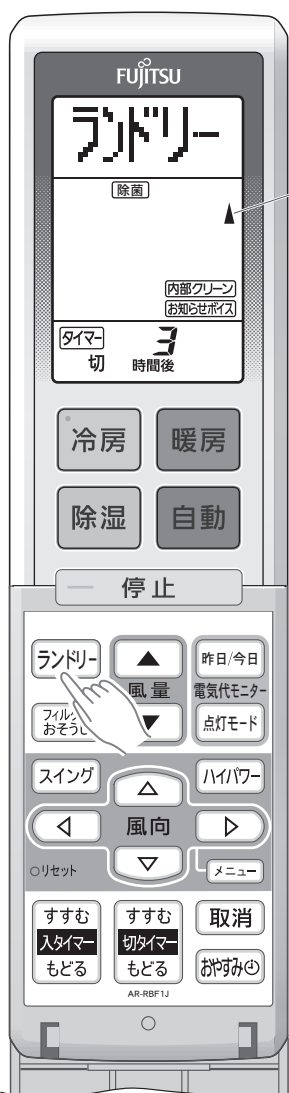 FUJITSU
ランドリー
除菌
内部クリーン
お知らせボイス
タイマー
切 3時間後
冷房 暖房
除湿 自動
停止
ランドリー
風量
昨日/今日
電気代モニター
点灯モード
おそうじ
スイング
ハイパワー
風向
リセット
メニュー
すすむ すすむ 取消
入タイマー 切タイマー
もどる もどる おやすみ
AR-RBF1J